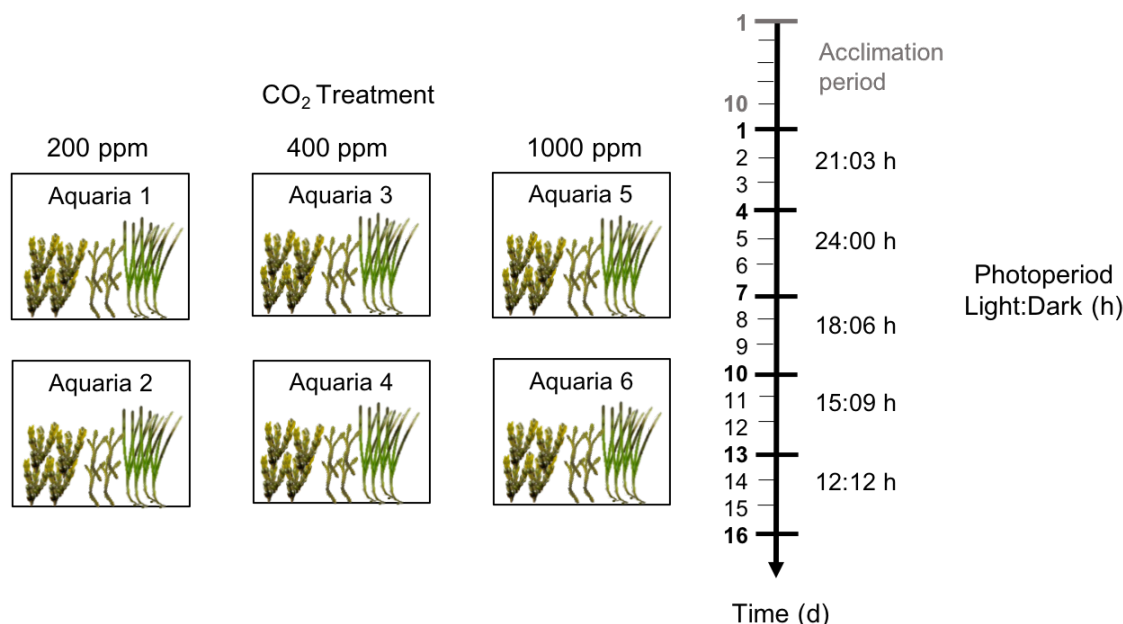 CO₂ Treatment
200 ppm
400 ppm
1000 ppm
Aquaria 1
Aquaria 3
Aquaria 5
Aquaria 2
Aquaria 4
Aquaria 6
1
Acclimation
period
10
1
21:03 h
2
3
4
24:00 h
5
6
7
18:06 h
8
9
10
15:09 h
11
12
13
12:12 h
14
15
16
Photoperiod
Light:Dark (h)
Time (d)